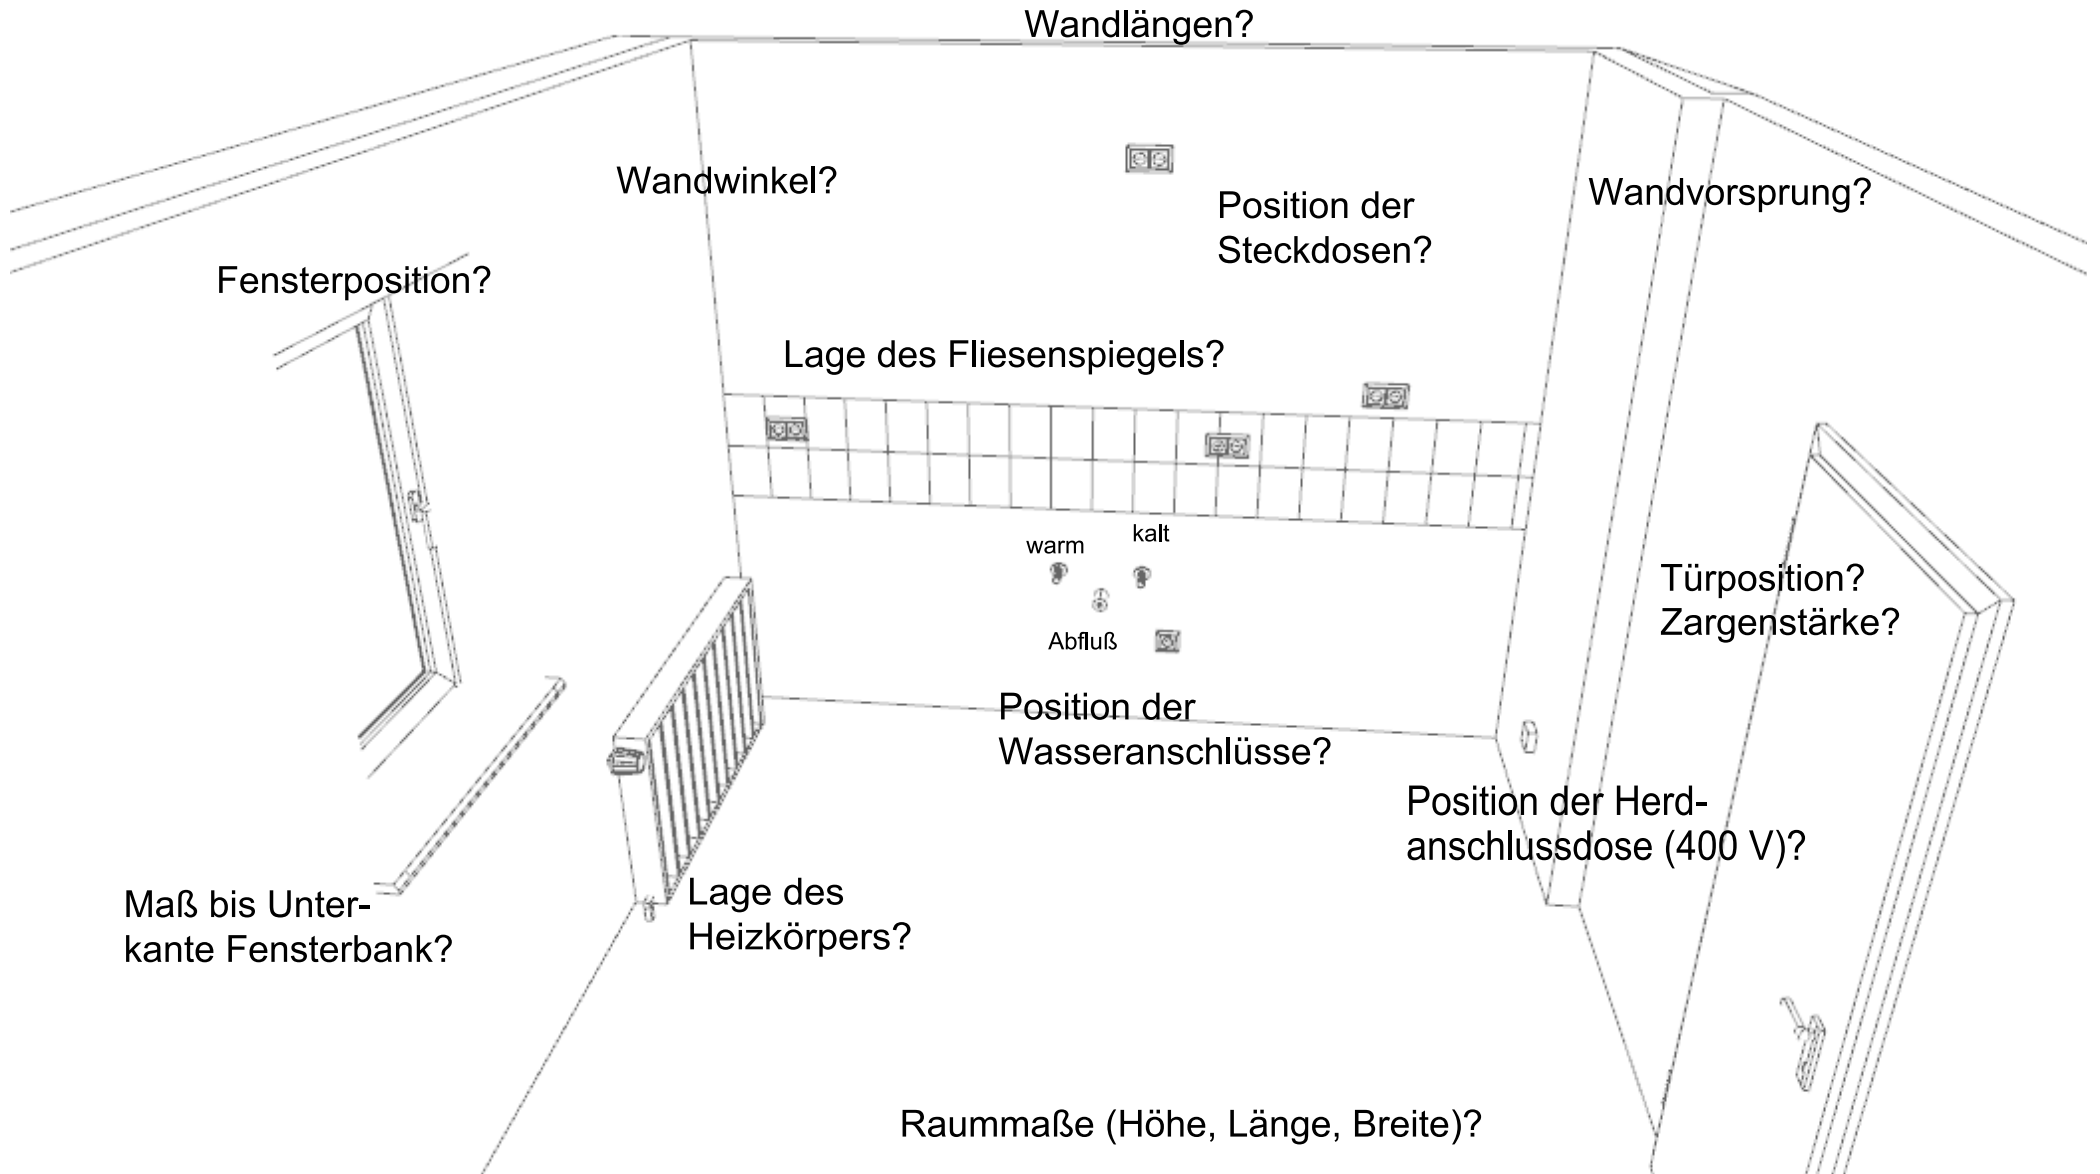 Wandlängen?
Wandwinkel?
Position der
Steckdosen?
Wandvorsprung?
Fensterposition?
Lage des Fliesenspiegels?
warm
kalt
Abfluß
Türposition?
Zargenstärke?
Position der
Wasseranschlüsse?
Position der Herd-
anschlussdose (400 V)?
Maß bis Unter-
kante Fensterbank?
Lage des
Heizkörpers?
Raummaße (Höhe, Länge, Breite)?